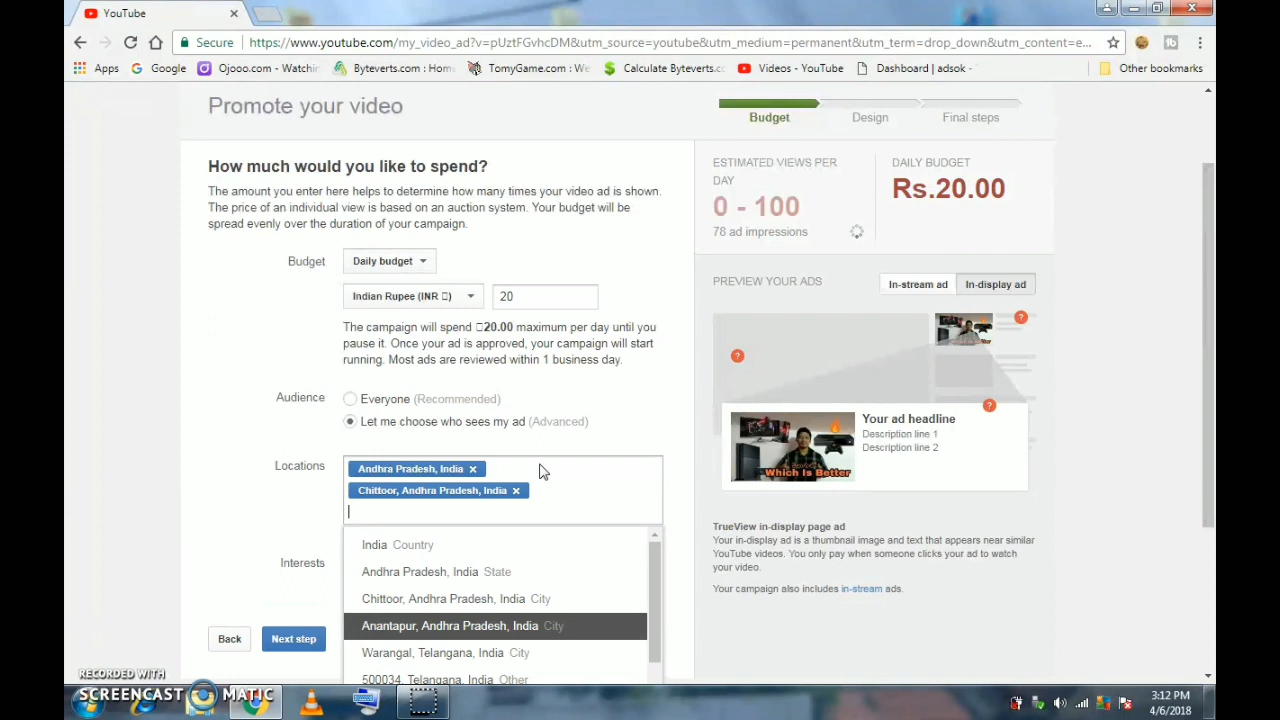 YouTube
Secure
https://www.youtube.com/my_video_ad?v=pUztFGvhcDM&utm_source=youtube&utm_medium=permanent&utm_term=drop_down&utm_content=e...
Apps
Google
Ojooo.com - Watchin
Byteverts.com : Hom
TomyGame.com : We
Calculate Byteverts.co
Videos - YouTube
Dashboard | adsok -
Other bookmarks
Promote your video
Budget
Design
Final steps
How much would you like to spend?
The amount you enter here helps to determine how many times your video ad is shown.
The price of an individual view is based on an auction system. Your budget will be
spread evenly over the duration of your campaign.
Budget
Daily budget
Indian Rupee (INR )
20
The campaign will spend 20.00 maximum per day until you
pause it. Once your ad is approved, your campaign will start
running. Most ads are reviewed within 1 business day.
Audience
Everyone (Recommended)
Let me choose who sees my ad (Advanced)
Locations
Andhra Pradesh, India
Chittoor, Andhra Pradesh, India
India Country
Andhra Pradesh, India State
Chittoor, Andhra Pradesh, India City
Anantapur, Andhra Pradesh, India City
Warangal, Telangana, India City
500034, Telangana, India Other
Interests
Back
Next step
ESTIMATED VIEWS PER
DAY
0 - 100
78 ad impressions
DAILY BUDGET
Rs.20.00
PREVIEW YOUR ADS
In-stream ad
In-display ad
Your ad headline
Description line 1
Description line 2
Which Is Better
TrueView in-display page ad
Your in-display ad is a thumbnail image and text that appears near similar
YouTube videos. You only pay when someone clicks your ad to watch
your video.
Your campaign also includes in-stream ads.
RECORDED WITH
SCREENCAST MATIC
3:12 PM
4/6/2018